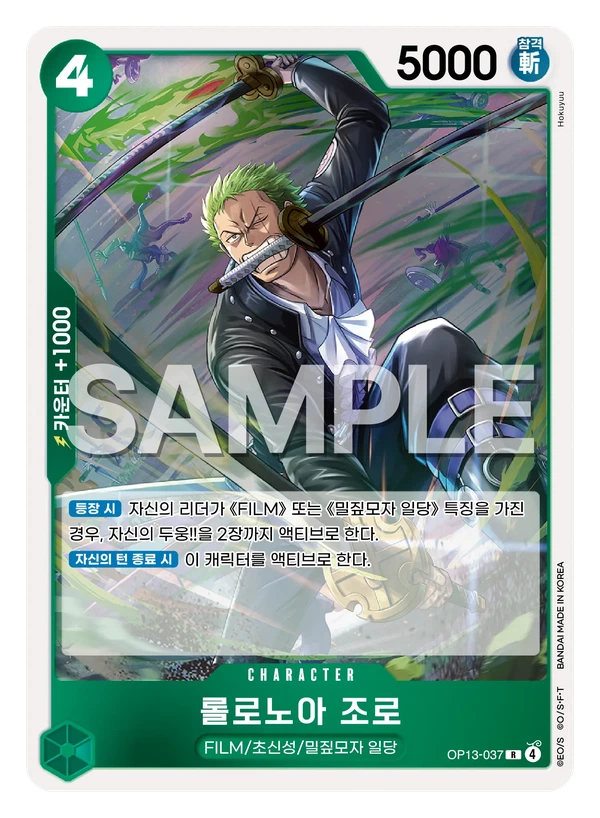 4
5000
참격
斬
Hokuyuu
카운터 +1000
SAMPLE
등장 시 자신의 리더가 《FILM》 또는 《밀짚모자 일당》 특징을 가진
경우, 자신의 두웅!!을 2장까지 액티브로 한다.
자신의 턴 종료 시 이 캐릭터를 액티브로 한다.
CHARACTER
롤로노아 조로
FILM/초신성/밀짚모자 일당
OP13-037 R 4
©E/S ©O/S·F·T BANDAI MADE IN KOREA